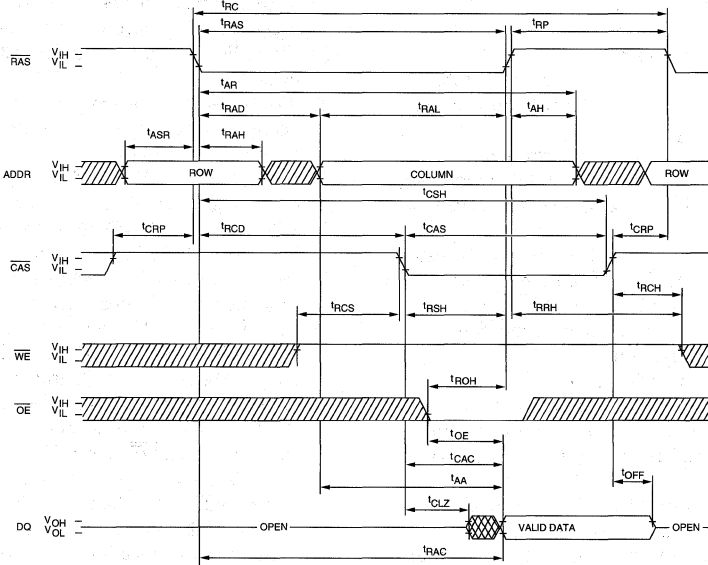 tRC
tRAS tRP
RAS VIH
VIL
tAR
tRAD tRAL tAH
tASR tRAH
ADDR VIH
VIL
ROW COLUMN ROW
tCSH
tCRP tRCD tCAS tCRP
CAS VIH
VIL
tRCH
tRCS tRSH tRRH
WE VIH
VIL
tROH
OE VIH
VIL
tOE
tCAC
tAA tOFF
tCLZ
DQ VOH
VOL
OPEN VALID DATA OPEN
tRAC